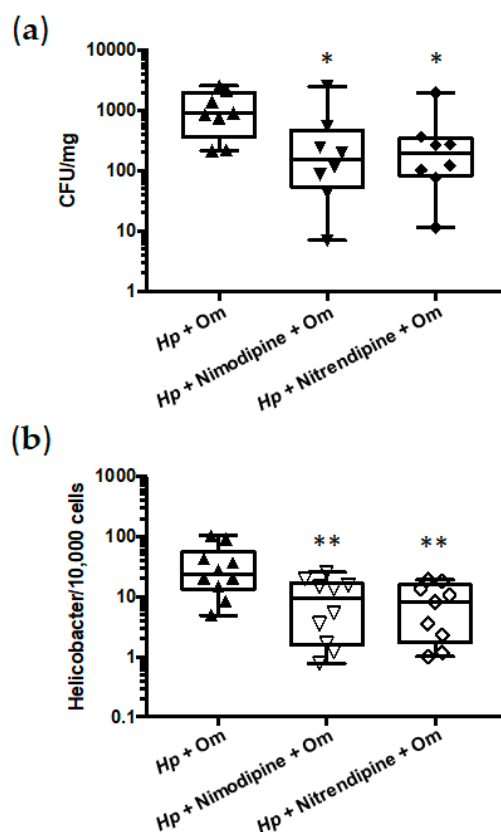 (a)
10000
1000
100
10
1
CFU/mg
*
*
Hp + Om
Hp + Nimodipine + Om
Hp + Nitrendipine + Om
(b)
1000
100
10
1
0.1
Helicobacter/10,000 cells
**
**
Hp + Om
Hp + Nimodipine + Om
Hp + Nitrendipine + Om